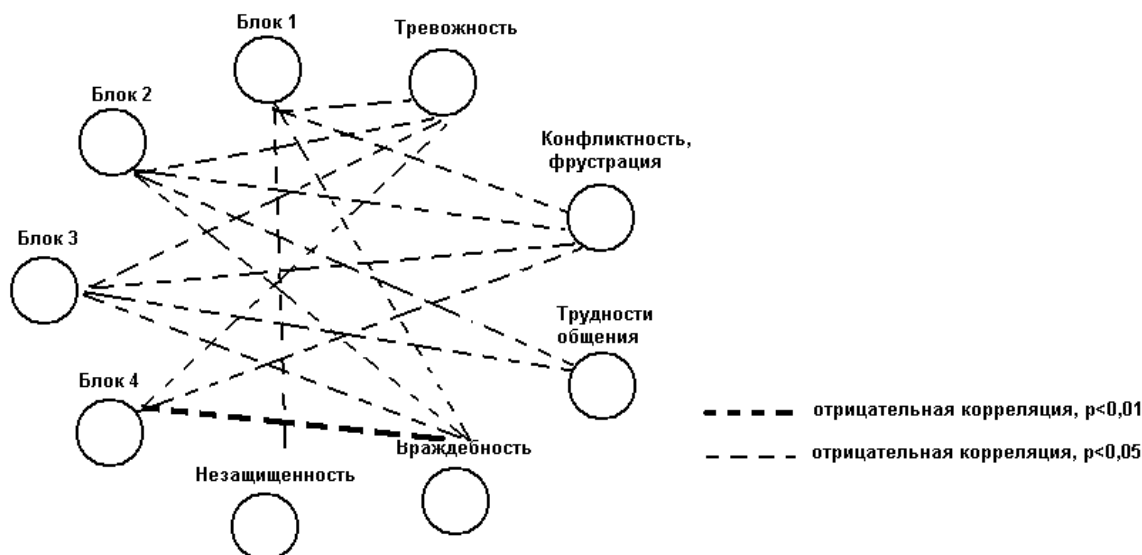 Блок 1
Тревожность
Блок 2
Конфликтность,
фрустрация
Блок 3
Трудности
общения
Блок 4
отрицательная корреляция, p<0,01
Враждебность
отрицательная корреляция, p<0,05
Незащищенность